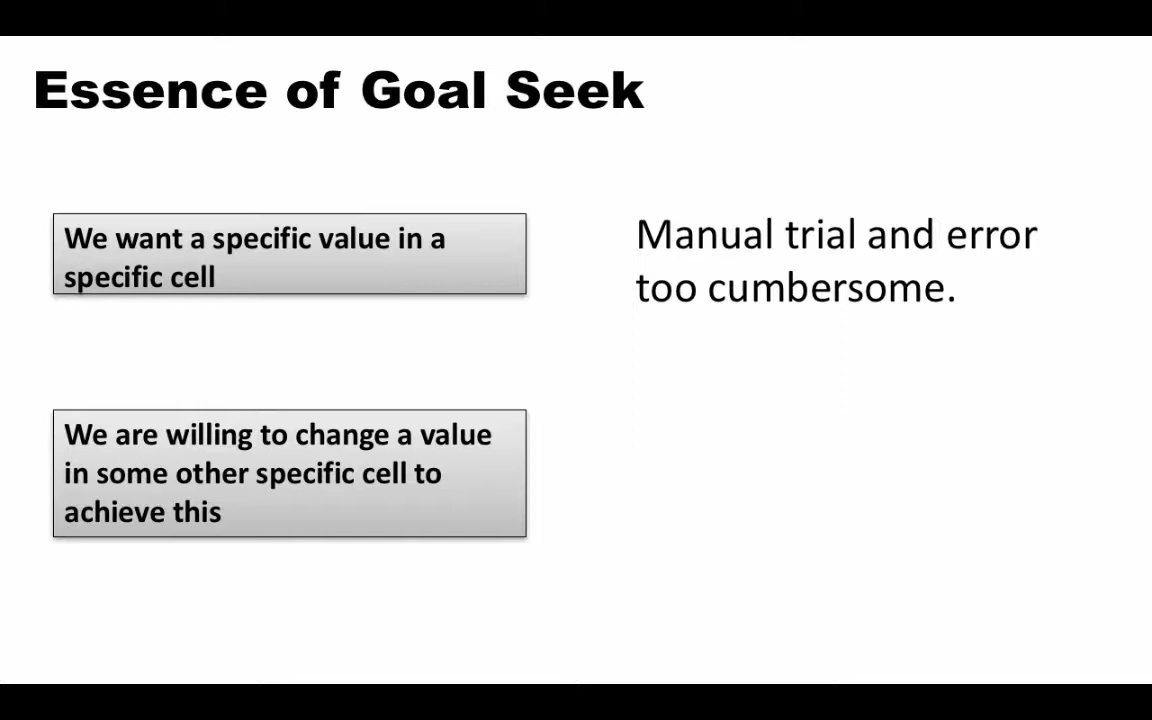 Essence of Goal Seek
We want a specific value in a
specific cell
Manual trial and error
too cumbersome.
We are willing to change a value
in some other specific cell to
achieve this